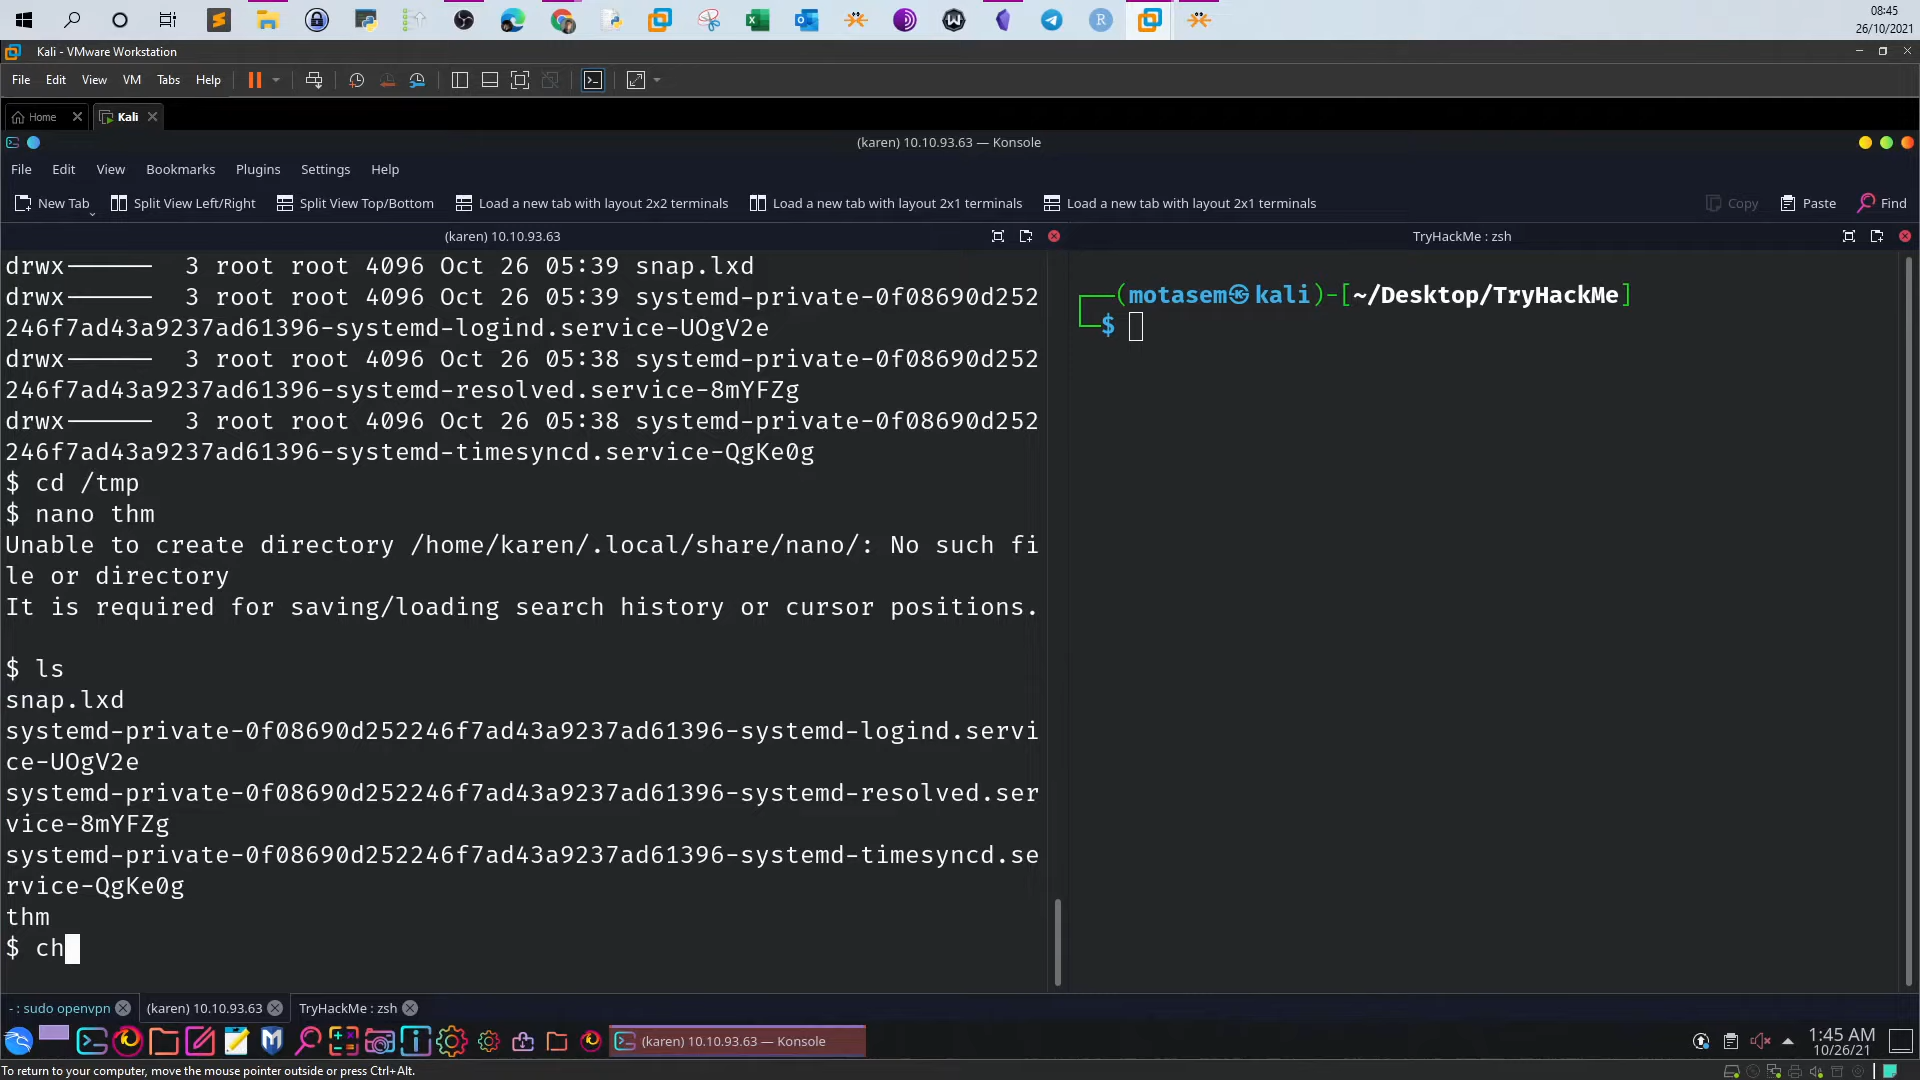 08:45
26/10/2021
Kali - VMware Workstation
File Edit View VM Tabs Help
Home Kali
(karen) 10.10.93.63 — Konsole
File Edit View Bookmarks Plugins Settings Help
New Tab Split View Left/Right Split View Top/Bottom Load a new tab with layout 2x2 terminals Load a new tab with layout 2x1 terminals Load a new tab with layout 2x1 terminals Copy Paste Find
(karen) 10.10.93.63
drwx------ 3 root root 4096 Oct 26 05:39 snap.lxd
drwx------ 3 root root 4096 Oct 26 05:39 systemd-private-0f08690d252
246f7ad43a9237ad61396-systemd-logind.service-UOgV2e
drwx------ 3 root root 4096 Oct 26 05:38 systemd-private-0f08690d252
246f7ad43a9237ad61396-systemd-resolved.service-8mYFZg
drwx------ 3 root root 4096 Oct 26 05:38 systemd-private-0f08690d252
246f7ad43a9237ad61396-systemd-timesyncd.service-QgKe0g
$ cd /tmp
$ nano thm
Unable to create directory /home/karen/.local/share/nano/: No such fi
le or directory
It is required for saving/loading search history or cursor positions.
$ ls
snap.lxd
systemd-private-0f08690d252246f7ad43a9237ad61396-systemd-logind.servi
ce-UOgV2e
systemd-private-0f08690d252246f7ad43a9237ad61396-systemd-resolved.ser
vice-8mYFZg
systemd-private-0f08690d252246f7ad43a9237ad61396-systemd-timesyncd.se
rvice-QgKe0g
thm
$ ch
TryHackMe : zsh
(motasem㉿kali)-[~/Desktop/TryHackMe]
$
- : sudo openvpn (karen) 10.10.93.63 TryHackMe : zsh
(karen) 10.10.93.63 — Konsole
1:45 AM
10/26/21
To return to your computer, move the mouse pointer outside or press Ctrl+Alt.